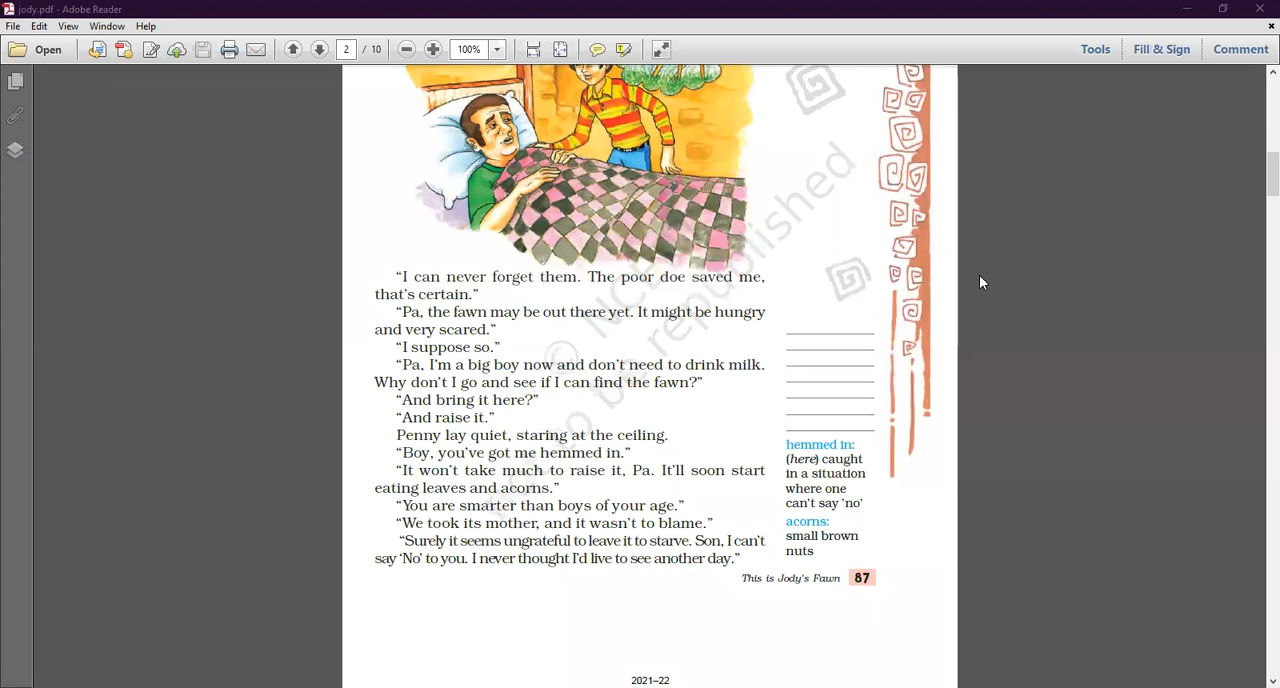 jody.pdf - Adobe Reader
File Edit View Window Help
Open 2 / 10 100% Tools Fill & Sign Comment
“I can never forget them. The poor doe saved me,
that’s certain.”
“Pa, the fawn may be out there yet. It might be hungry
and very scared.”
“I suppose so.”
“Pa, I’m a big boy now and don’t need to drink milk.
Why don’t I go and see if I can find the fawn?”
“And bring it here?”
“And raise it.”
Penny lay quiet, staring at the ceiling.
“Boy, you’ve got me hemmed in.”
“It won’t take much to raise it, Pa. It’ll soon start
eating leaves and acorns.”
“You are smarter than boys of your age.”
“We took its mother, and it wasn’t to blame.”
“Surely it seems ungrateful to leave it to starve. Son, I can’t
say ‘No’ to you. I never thought I’d live to see another day.”
hemmed in:
(here) caught
in a situation
where one
can’t say ’no’
acorns:
small brown
nuts
This is Jody’s Fawn 87
2021–22
© NCE
be republished